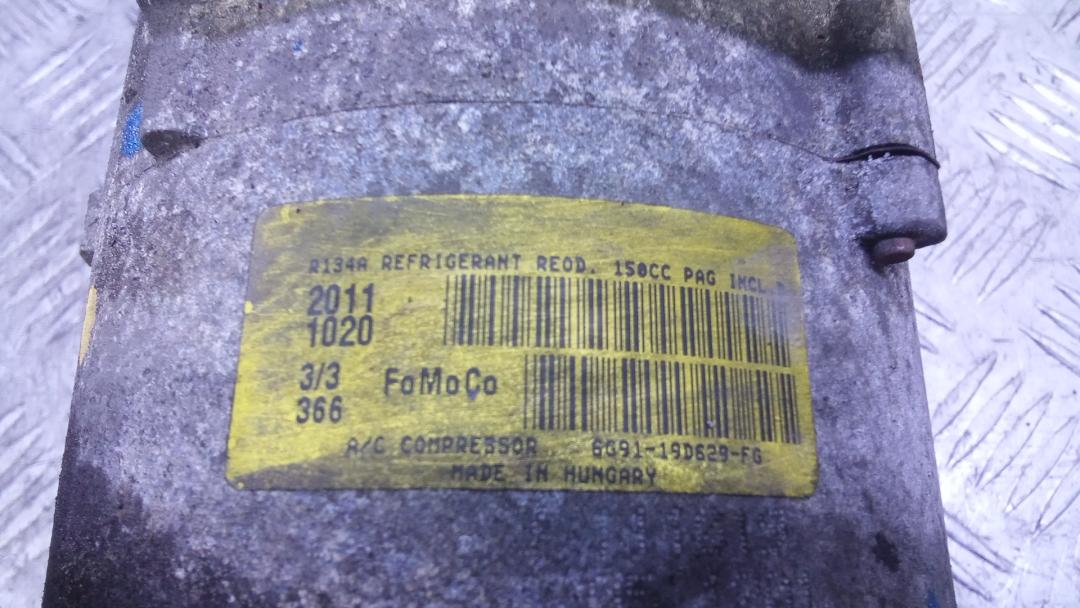 R134A REFRIGERANT REQD. 150CC PAG INCL.
2011
1020
3/3
366
FoMoCo
A/C COMPRESSOR 6G91-19D629-FG
MADE IN HUNGARY